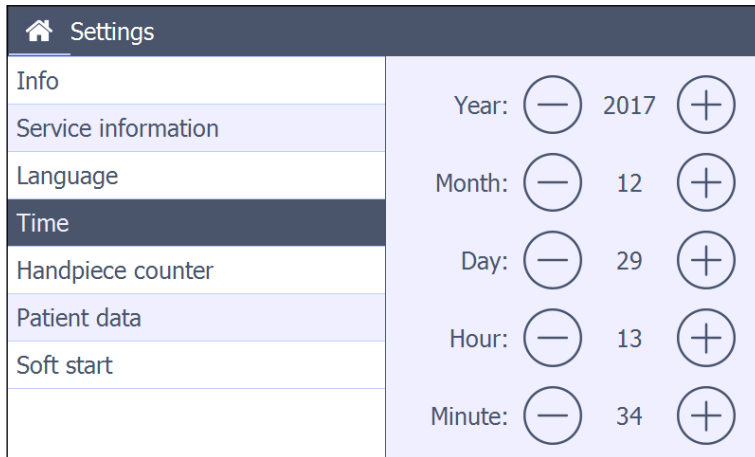 Settings
Info
Service information
Language
Time
Handpiece counter
Patient data
Soft start
Year: 2017
Month: 12
Day: 29
Hour: 13
Minute: 34